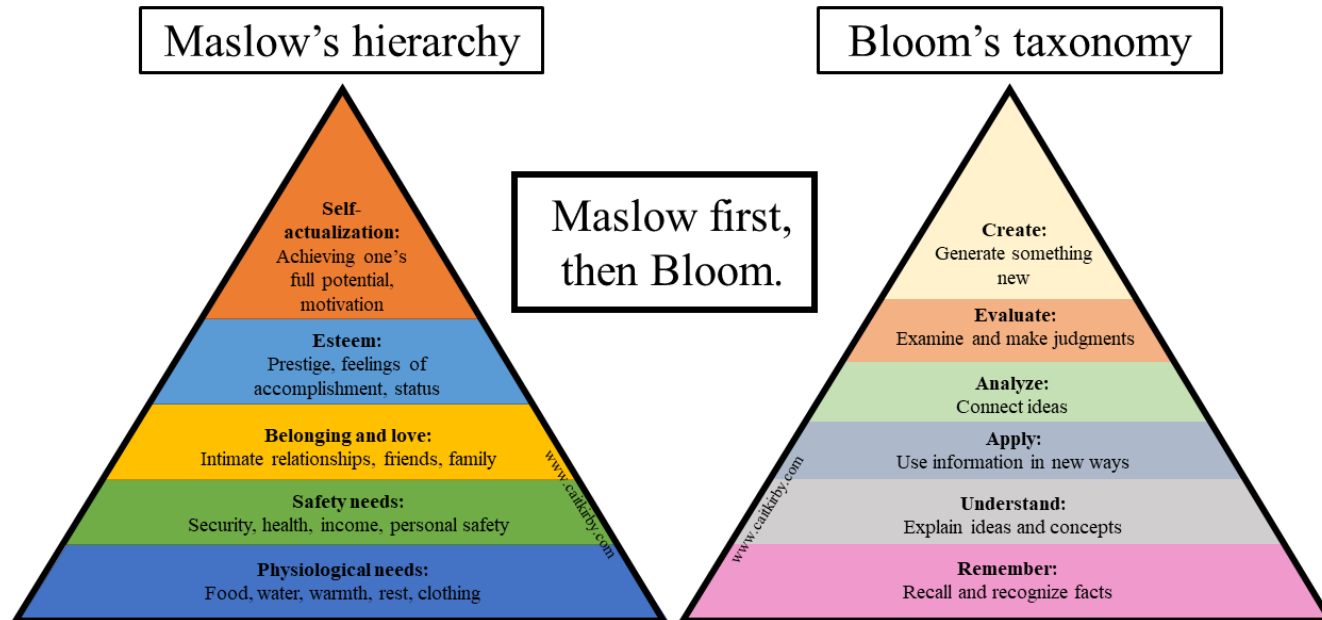 Maslow's hierarchy
Self-
actualization:
Achieving one's
full potential,
motivation
Esteem:
Prestige, feelings of
accomplishment, status
Belonging and love:
Intimate relationships, friends, family
Safety needs:
Security, health, income, personal safety
Physiological needs:
Food, water, warmth, rest, clothing
www.caitkirby.com
Maslow first,
then Bloom.
Bloom's taxonomy
Create:
Generate something
new
Evaluate:
Examine and make judgments
Analyze:
Connect ideas
Apply:
Use information in new ways
Understand:
Explain ideas and concepts
Remember:
Recall and recognize facts
www.caitkirby.com